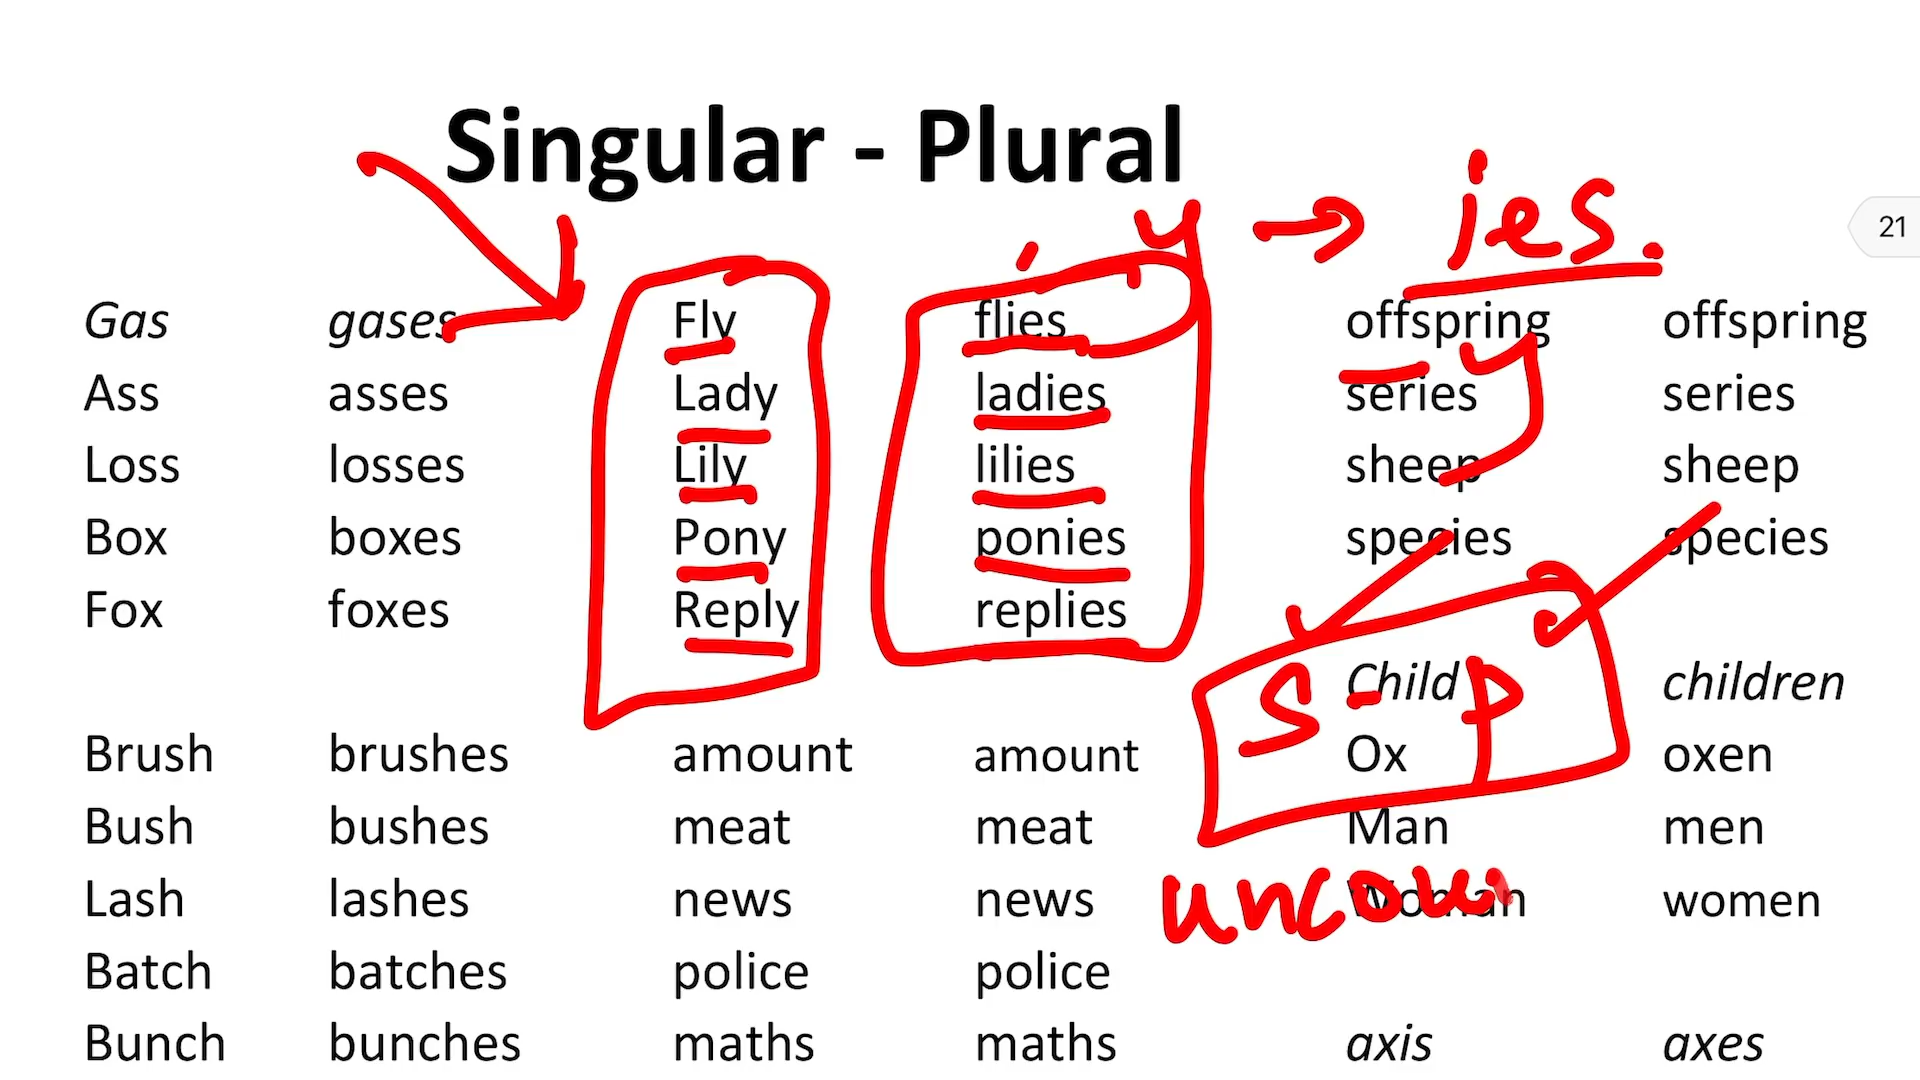 Singular - Plural
y → ies.
21
Gas gases Fly flies offspring offspring
Ass asses Lady ladies series series
Loss losses Lily lilies sheep sheep
Box boxes Pony ponies species species
Fox foxes Reply replies
S - P
Child children
Brush brushes amount amount Ox oxen
Bush bushes meat meat Man men
Lash lashes news news Woman women
Batch batches police police
Bunch bunches maths maths axis axes